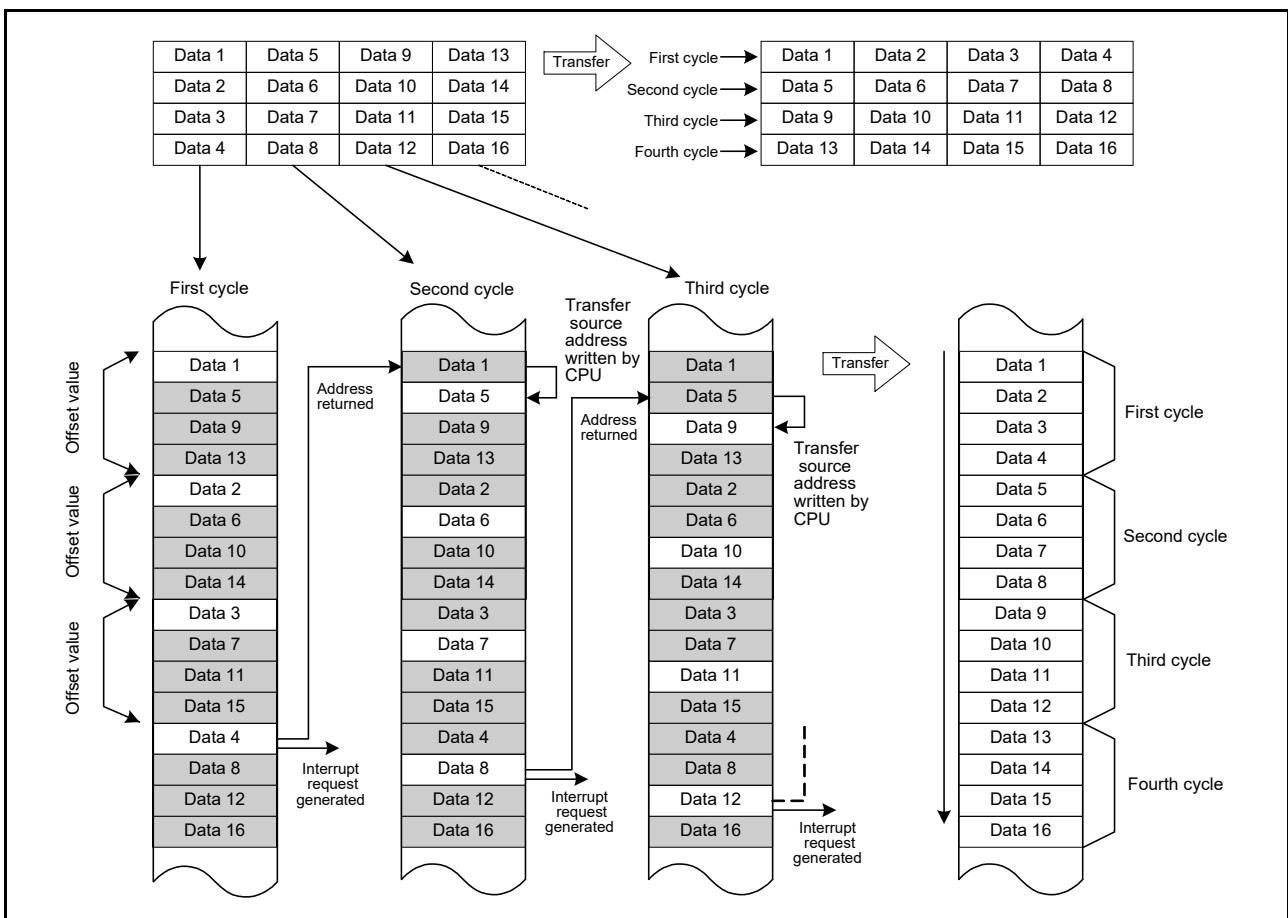 Data 1 Data 5 Data 9 Data 13
Data 2 Data 6 Data 10 Data 14
Data 3 Data 7 Data 11 Data 15
Data 4 Data 8 Data 12 Data 16
Transfer
First cycle Data 1 Data 2 Data 3 Data 4
Second cycle Data 5 Data 6 Data 7 Data 8
Third cycle Data 9 Data 10 Data 11 Data 12
Fourth cycle Data 13 Data 14 Data 15 Data 16
First cycle
Offset value
Offset value
Offset value
Data 1
Data 5
Data 9
Data 13
Data 2
Data 6
Data 10
Data 14
Data 3
Data 7
Data 11
Data 15
Data 4
Data 8
Data 12
Data 16
Address
returned
Interrupt
request
generated
Second cycle
Data 1
Data 5
Data 9
Data 13
Data 2
Data 6
Data 10
Data 14
Data 3
Data 7
Data 11
Data 15
Data 4
Data 8
Data 12
Data 16
Transfer
source
address
written by
CPU
Address
returned
Interrupt
request
generated
Third cycle
Data 1
Data 5
Data 9
Data 13
Data 2
Data 6
Data 10
Data 14
Data 3
Data 7
Data 11
Data 15
Data 4
Data 8
Data 12
Data 16
Transfer
source
address
written by
CPU
Interrupt
request
generated
Transfer
Data 1
Data 2
Data 3
Data 4
Data 5
Data 6
Data 7
Data 8
Data 9
Data 10
Data 11
Data 12
Data 13
Data 14
Data 15
Data 16
First cycle
Second cycle
Third cycle
Fourth cycle